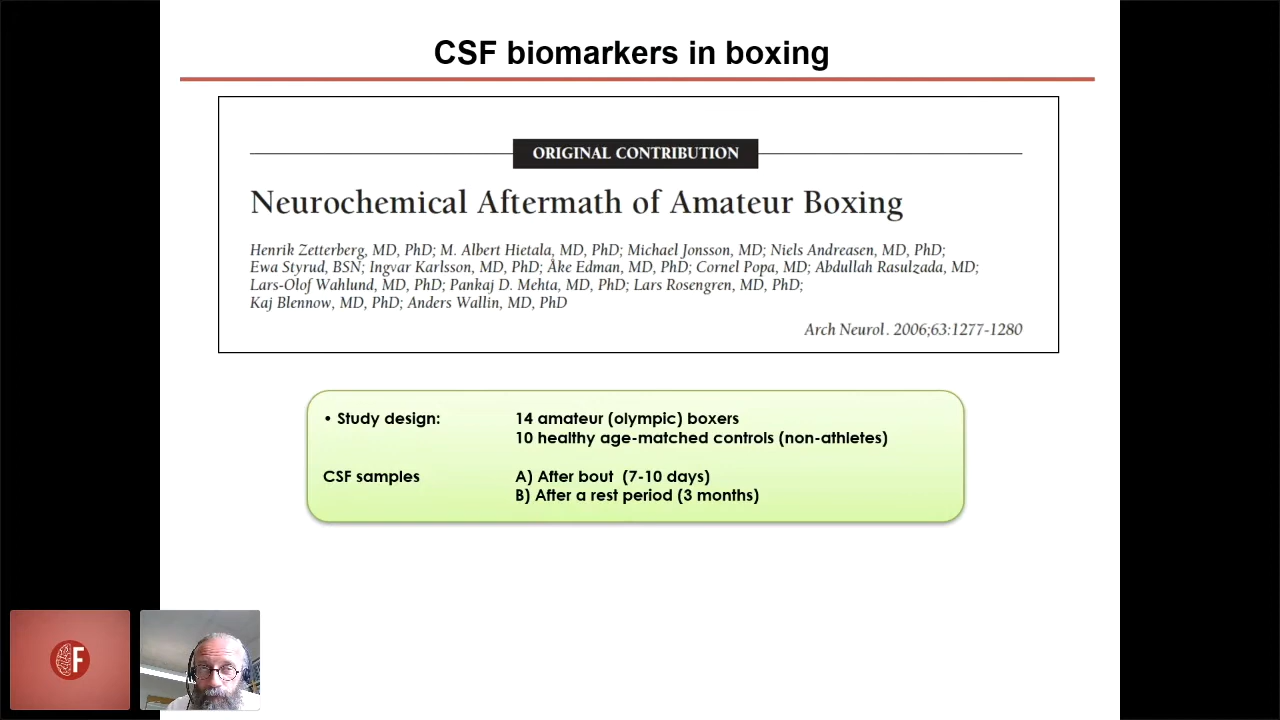 CSF biomarkers in boxing
ORIGINAL CONTRIBUTION
Neurochemical Aftermath of Amateur Boxing
Henrik Zetterberg, MD, PhD; M. Albert Hietala, MD, PhD; Michael Jonsson, MD; Niels Andreasen, MD, PhD;
Ewa Styrud, BSN; Ingvar Karlsson, MD, PhD; Åke Edman, MD, PhD; Cornel Popa, MD; Abdullah Rasulzada, MD;
Lars-Olof Wahlund, MD, PhD; Pankaj D. Mehta, MD, PhD; Lars Rosengren, MD, PhD;
Kaj Blennow, MD, PhD; Anders Wallin, MD, PhD
Arch Neurol. 2006;63:1277-1280
• Study design: 14 amateur (olympic) boxers
10 healthy age-matched controls (non-athletes)
CSF samples A) After bout (7-10 days)
B) After a rest period (3 months)
F